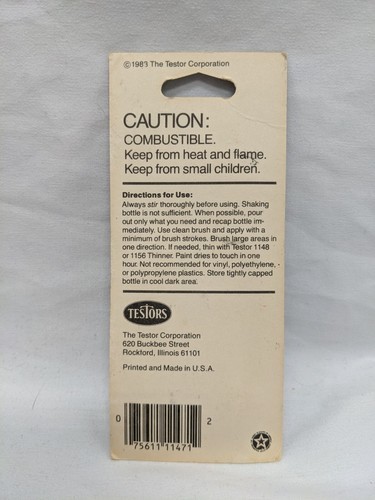 ©1981 The Testor Corporation
CAUTION:
COMBUSTIBLE.
Keep from heat and flame.
Keep from small children.
Directions for Use:
Always stir thoroughly before using. Shaking
bottle is not sufficient. When possible, pour
out only what you need and recap bottle im-
mediately. Use clean brush and apply with a
minimum of brush strokes. Brush large areas in
one direction. If needed, thin with Testor 1148
or 1156 Thinner. Paint dries to touch in one
hour. Not recommended for vinyl, polyethylene,
or polypropylene plastics. Store tightly capped
bottle in cool dark area.
TESTORS
The Testor Corporation
620 Buckbee Street
Rockford, Illinois 61101
Printed and Made in U.S.A.
0 75611 11471 2